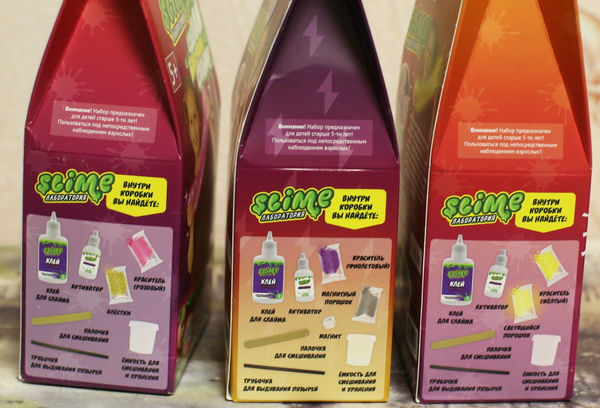 5+
Внимание! Набор предназначен
для детей старше 5-ти лет!
Пользоваться под непосредственным
наблюдением взрослых!
Slime
ЛАБОРАТОРИЯ
ВНУТРИ
КОРОБКИ
ВЫ НАЙДЁТЕ:
КЛЕЙ
КЛЕЙ
ДЛЯ СЛАЙМА
АКТИВАТОР
КРАСИТЕЛЬ
(РОЗОВЫЙ)
БЛЁСТКИ
ПАЛОЧКА
ДЛЯ СМЕШИВАНИЯ
ТРУБОЧКА
ДЛЯ ВЫДУВАНИЯ ПУЗЫРЕЙ
ЁМКОСТЬ ДЛЯ
СМЕШИВАНИЯ
И ХРАНЕНИЯ
Внимание! Набор предназначен
для детей старше 5-ти лет!
Пользоваться под непосредственным
наблюдением взрослых!
Slime
ЛАБОРАТОРИЯ
ВНУТРИ
КОРОБКИ
ВЫ НАЙДЁТЕ:
КЛЕЙ
КЛЕЙ
ДЛЯ СЛАЙМА
АКТИВАТОР
КРАСИТЕЛЬ
(ФИОЛЕТОВЫЙ)
МАГНИТНЫЙ
ПОРОШОК
МАГНИТ
ПАЛОЧКА
ДЛЯ СМЕШИВАНИЯ
ТРУБОЧКА
ДЛЯ ВЫДУВАНИЯ ПУЗЫРЕЙ
ЁМКОСТЬ ДЛЯ
СМЕШИВАНИЯ
И ХРАНЕНИЯ
Внимание! Набор предназначен
для детей старше 5-ти лет!
Пользоваться под непосредственным
наблюдением взрослых!
Slime
ЛАБОРАТОРИЯ
ВНУТРИ
КОРОБКИ
ВЫ НАЙДЁТЕ:
КЛЕЙ
КЛЕЙ
ДЛЯ СЛАЙМА
АКТИВАТОР
КРАСИТЕЛЬ
(ЖЁЛТЫЙ)
СВЕТЯЩИЙСЯ
ПОРОШОК
ПАЛОЧКА
ДЛЯ СМЕШИВАНИЯ
ТРУБОЧКА
ДЛЯ ВЫДУВАНИЯ ПУЗЫРЕЙ
ЁМКОСТЬ ДЛЯ
СМЕШИВАНИЯ
И ХРАНЕНИЯ